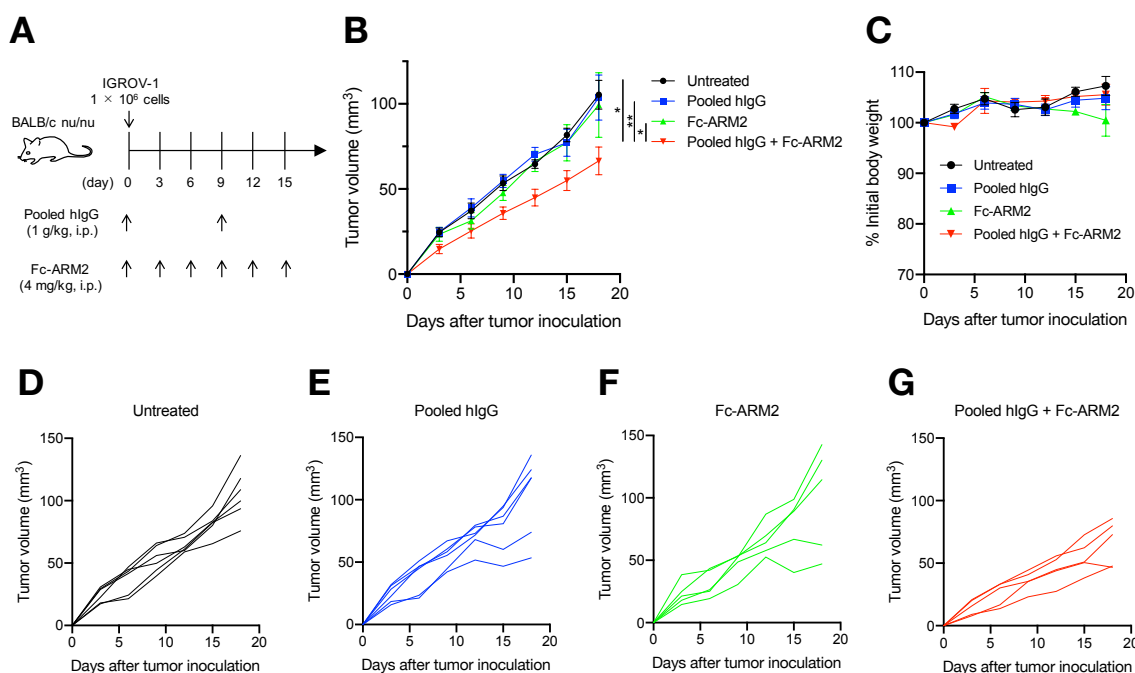 A
IGROV-1
1 × 10⁶ cells
BALB/c nu/nu
(day) 0 3 6 9 12 15
Pooled hIgG
(1 g/kg, i.p.)
Fc-ARM2
(4 mg/kg, i.p.)
B
Tumor volume (mm³)
100
50
0
0 5 10 15 20
Days after tumor inoculation
* ** *
Untreated
Pooled hIgG
Fc-ARM2
Pooled hIgG + Fc-ARM2
C
% Initial body weight
110
100
90
80
70
0 5 10 15 20
Days after tumor inoculation
Untreated
Pooled hIgG
Fc-ARM2
Pooled hIgG + Fc-ARM2
D
Untreated
Tumor volume (mm³)
150
100
50
0
0 5 10 15 20
Days after tumor inoculation
E
Pooled hIgG
Tumor volume (mm³)
150
100
50
0
0 5 10 15 20
Days after tumor inoculation
F
Fc-ARM2
Tumor volume (mm³)
150
100
50
0
0 5 10 15 20
Days after tumor inoculation
G
Pooled hIgG + Fc-ARM2
Tumor volume (mm³)
150
100
50
0
0 5 10 15 20
Days after tumor inoculation